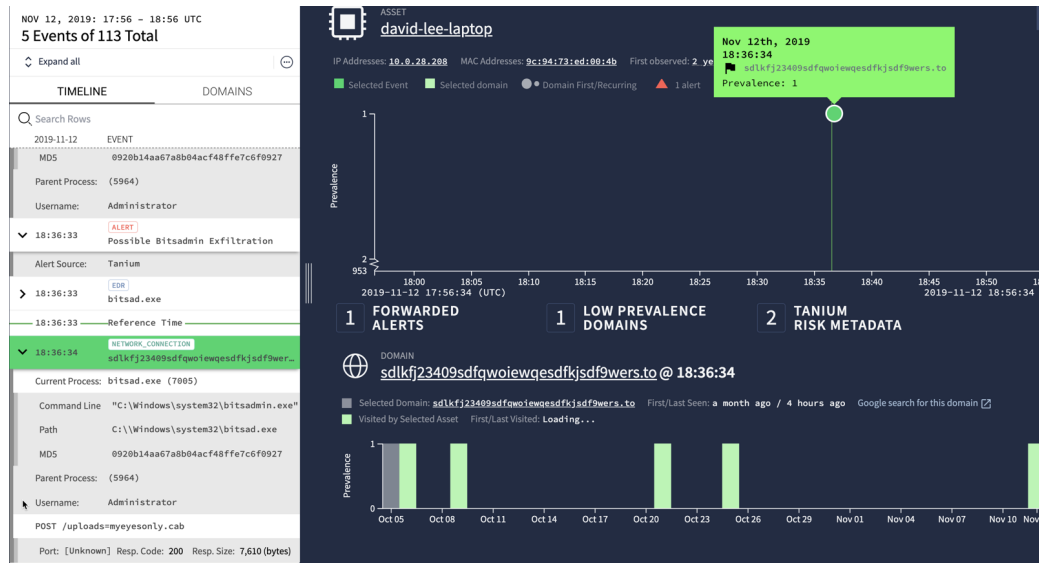 NOV 12, 2019: 17:56 – 18:56 UTC
5 Events of 113 Total
Expand all
TIMELINE DOMAINS
Search Rows
2019-11-12 EVENT
MD5 0920b14aa67a8b04acf48ffe7c6f0927
Parent Process: (5964)
Username: Administrator
ALERT
18:36:33 Possible Bitsadmin Exfiltration
Alert Source: Tanium
EDR
18:36:33 bitsad.exe
18:36:33 Reference Time
NETWORK_CONNECTION
18:36:34 sdlkfj23409sdfqwoiewqesdfkjsdf9wer...
Current Process: bitsad.exe (7005)
Command Line "C:\Windows\system32\bitsadmin.exe"
Path C:\\Windows\system32\bitsad.exe
MD5 0920b14aa67a8b04acf48ffe7c6f0927
Parent Process: (5964)
Username: Administrator
POST /uploads=myeyesonly.cab
Port: [Unknown] Resp. Code: 200 Resp. Size: 7,610 (bytes)
ASSET
david-lee-laptop
IP Addresses: 10.0.28.208 MAC Addresses: 9c:94:73:ed:00:4b First observed: 2 ye
Selected Event Selected domain Domain First/Recurring 1 alert
Nov 12th, 2019
18:36:34
sdlkfj23409sdfqwoiewqesdfkjsdf9wers.to
Prevalence: 1
1
Prevalence
2
953
18:00 18:05 18:10 18:15 18:20 18:25 18:30 18:35 18:40 18:45 18:50
2019-11-12 17:56:34 (UTC) 2019-11-12 18:56:34
1 FORWARDED ALERTS
1 LOW PREVALENCE DOMAINS
2 TANIUM RISK METADATA
DOMAIN
sdlkfj23409sdfqwoiewqesdfkjsdf9wers.to @ 18:36:34
Selected Domain: sdlkfj23409sdfqwoiewqesdfkjsdf9wers.to First/Last Seen: a month ago / 4 hours ago Google search for this domain
Visited by Selected Asset First/Last Visited: Loading...
1
Prevalence
0
Oct 05 Oct 08 Oct 11 Oct 14 Oct 17 Oct 20 Oct 23 Oct 26 Oct 29 Nov 01 Nov 04 Nov 07 Nov 10 Nov